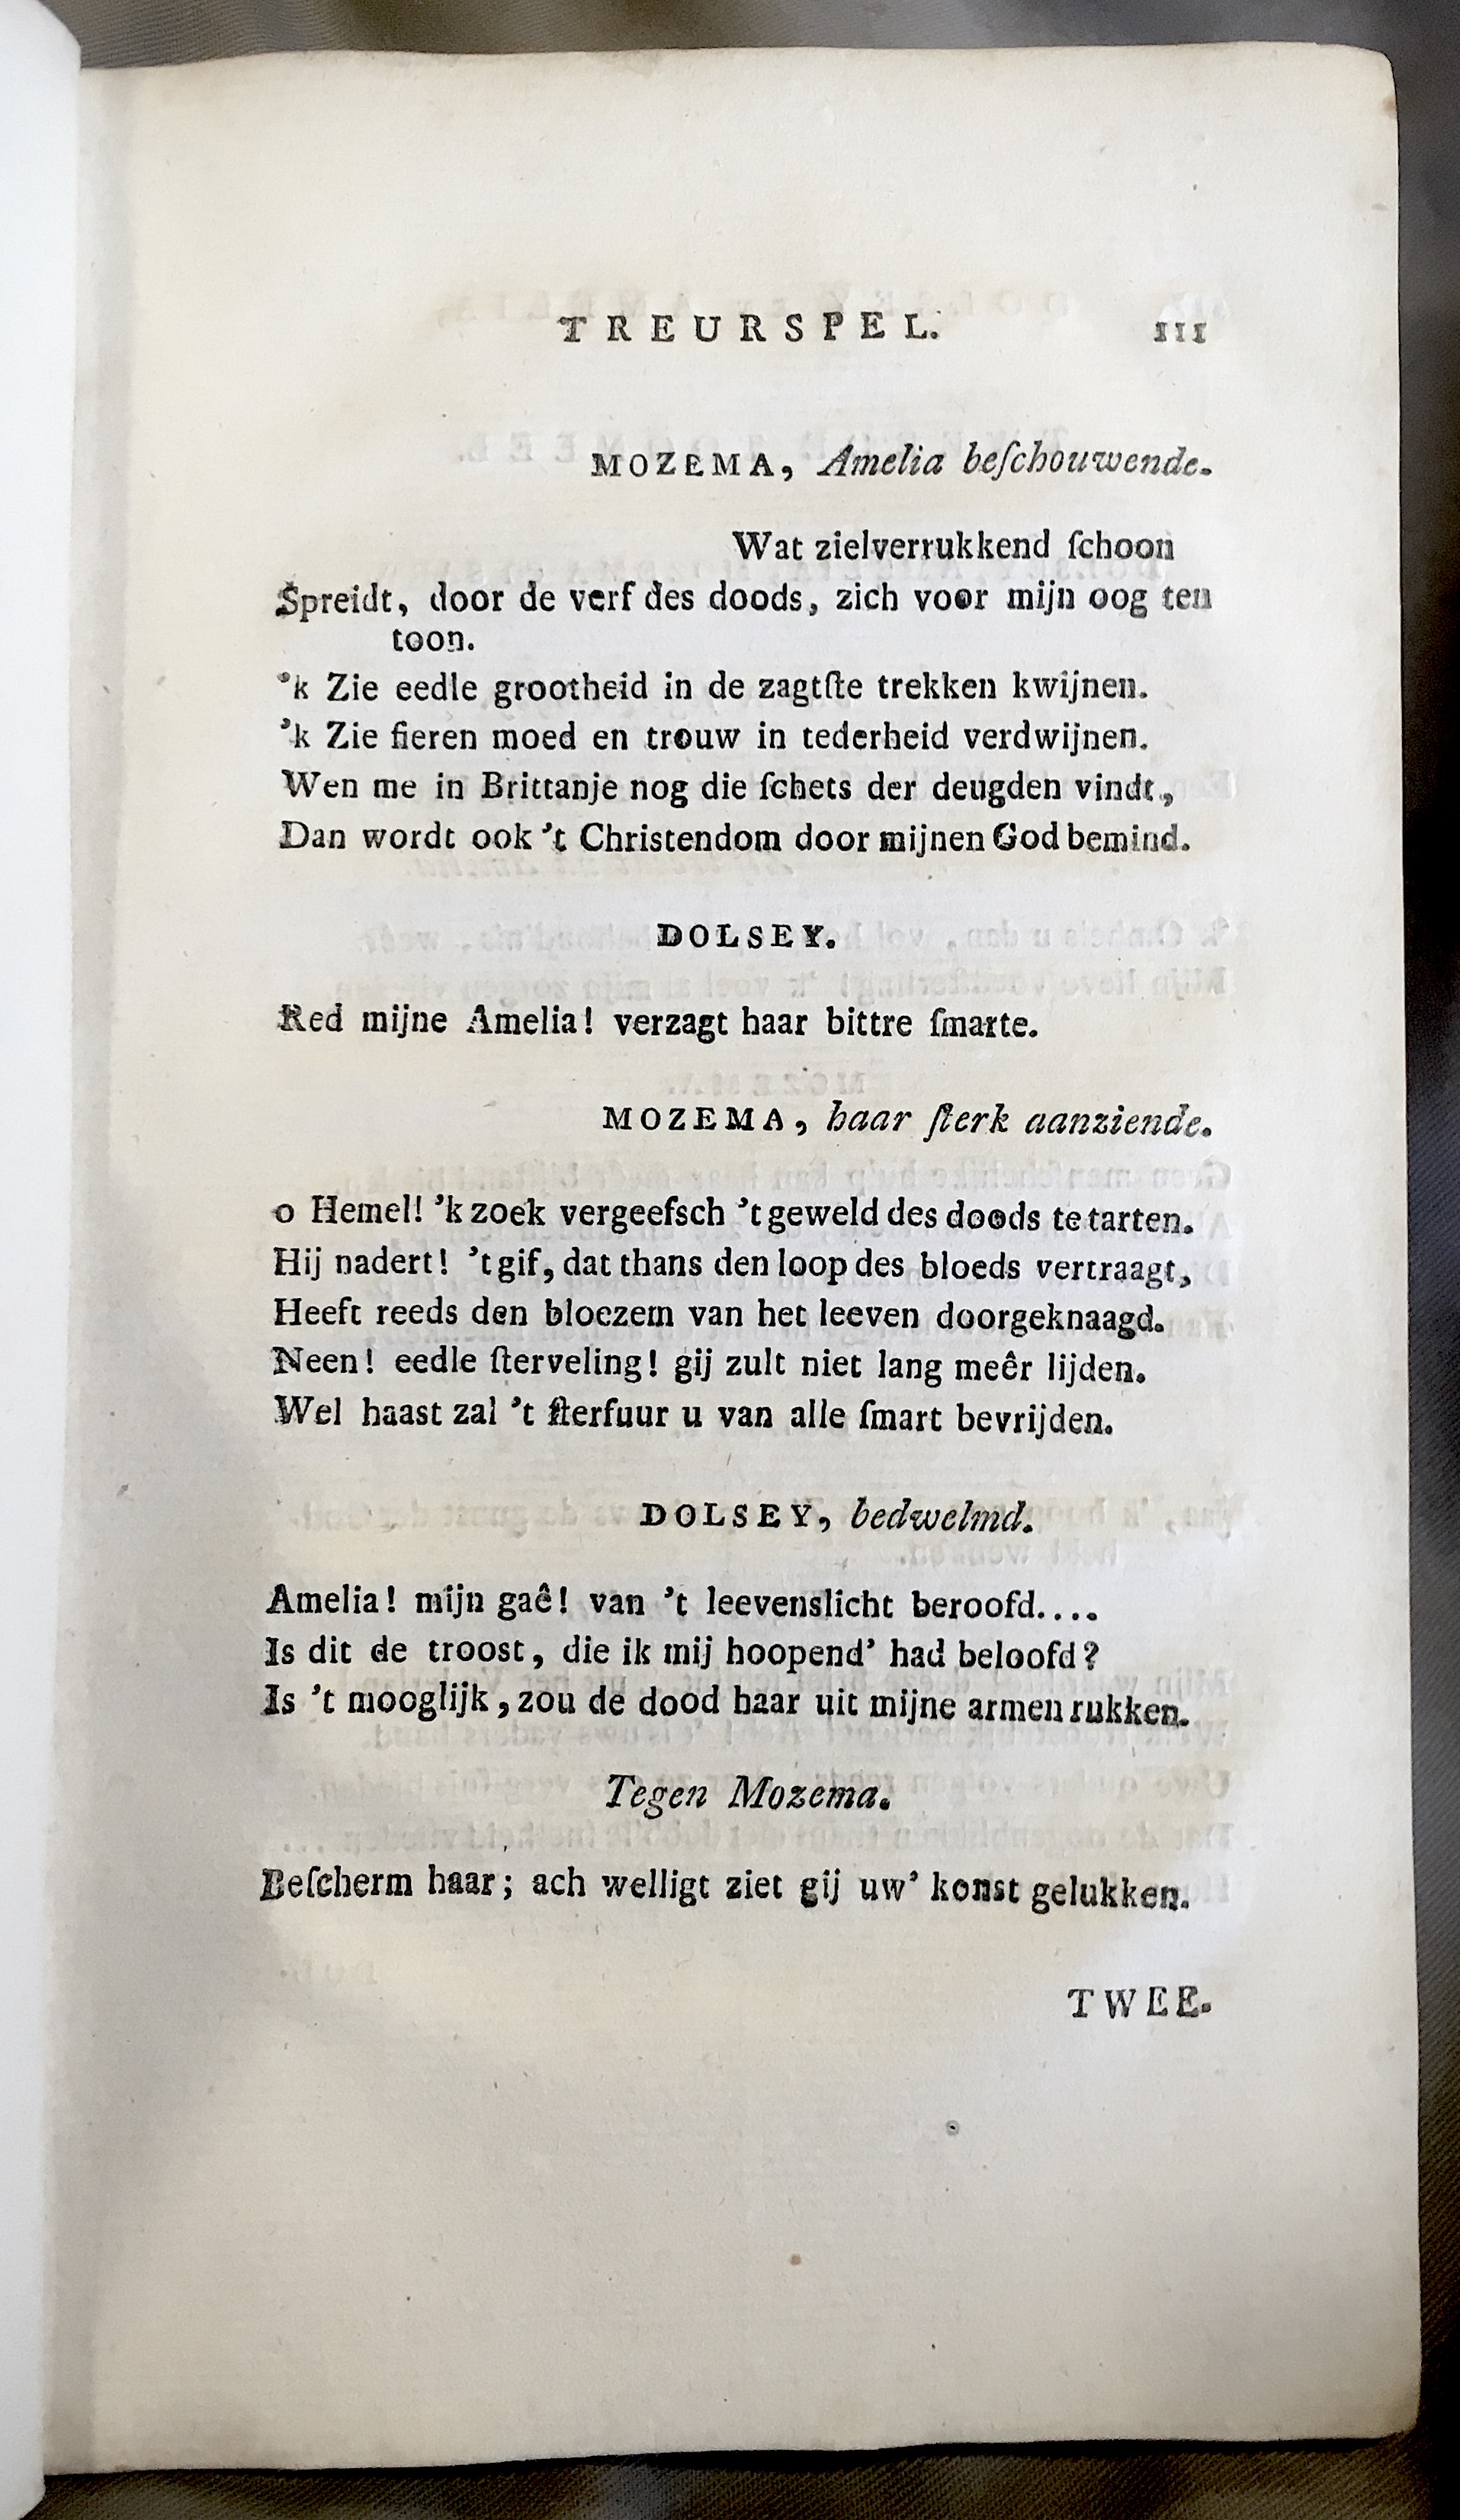 TREURSPEL. 111
MOZEMA, Amelia beſchouwende.
Wat zielverrukkend ſchoon
Spreidt, door de verf des doods, zich voor mijn oog ten
toon.
'k Zie eedle grootheid in de zagtſte trekken kwijnen.
'k Zie fieren moed en trouw in tederheid verdwijnen.
Wen me in Brittanje nog die ſchets der deugden vindt,
Dan wordt ook 't Christendom door mijnen God bemind.
DOLSEY.
Red mijne Amelia! verzagt haar bittre ſmarte.
MOZEMA, haar ſterk aanziende.
o Hemel! 'k zoek vergeefsch 't geweld des doods te tarten.
Hij nadert! 't gif, dat thans den loop des bloeds vertraagt,
Heeft reeds den bloezem van het leeven doorgeknaagd.
Neen! eedle ſterveling! gij zult niet lang meêr lijden.
Wel haast zal 't ſterfuur u van alle ſmart bevrijden.
DOLSEY, bedwelmd.
Amelia! mijn gaê! van 't leevenslicht beroofd....
Is dit de troost, die ik mij hoopend' had beloofd?
Is 't mooglijk, zou de dood haar uit mijne armen rukken.
Tegen Mozema.
Beſcherm haar; ach welligt ziet gij uw' konst gelukken.
TWEE-